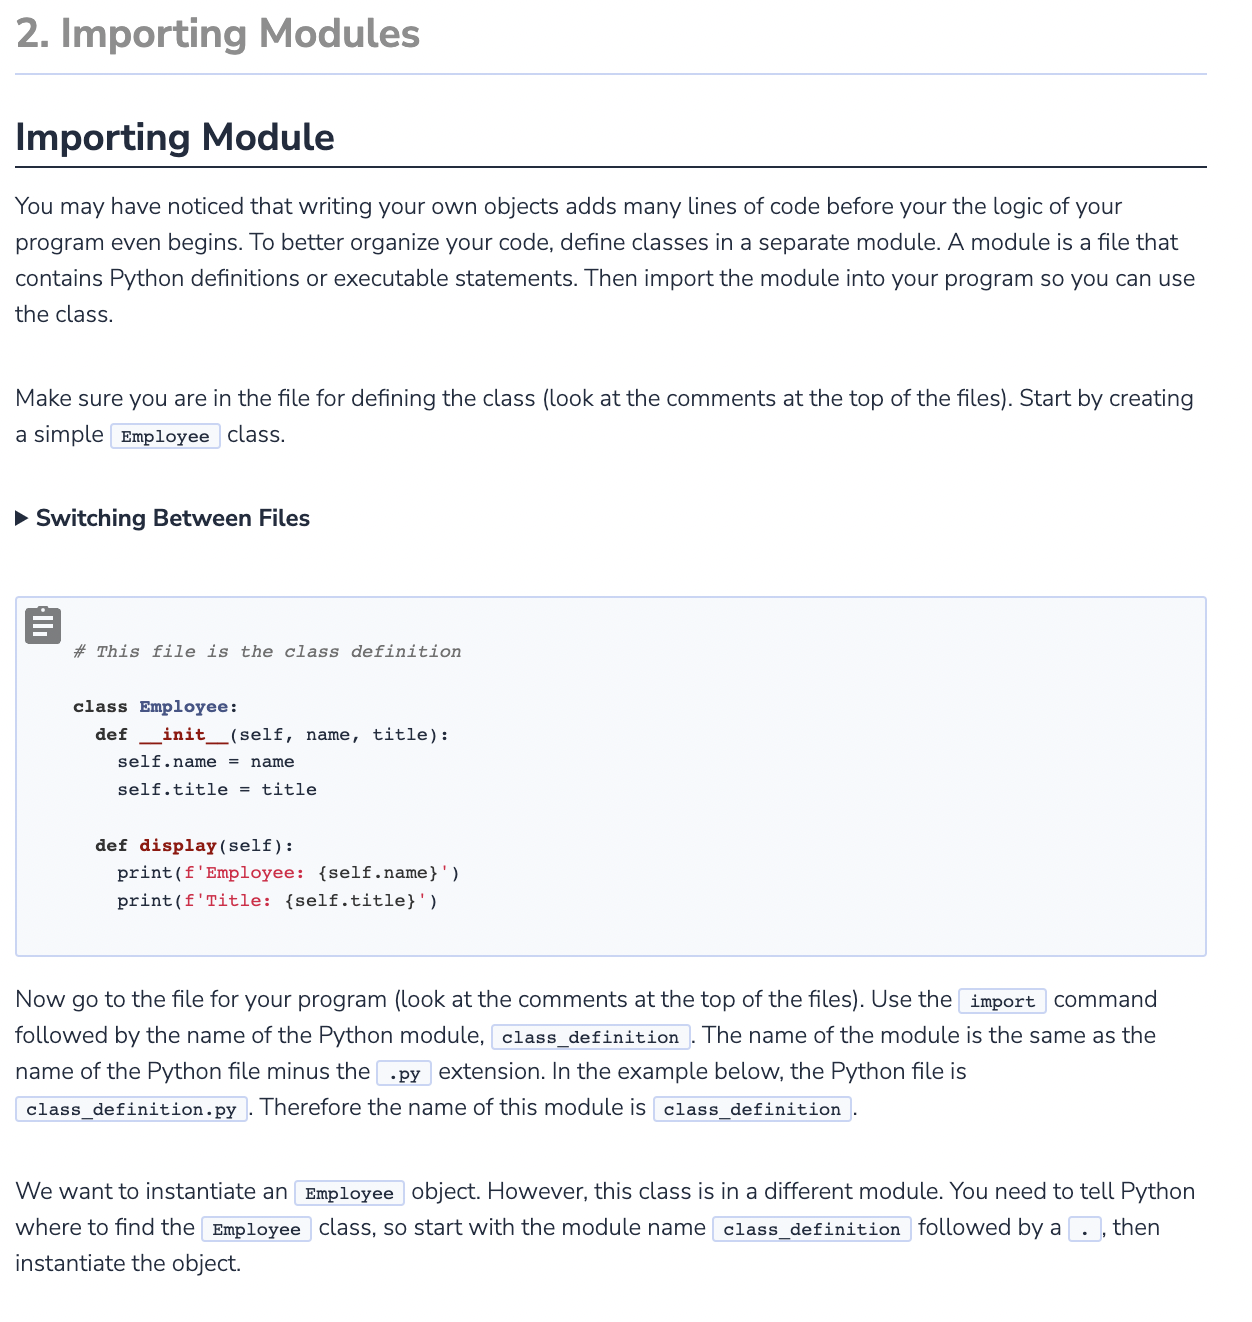 2. Importing Modules
Importing Module
You may have noticed that writing your own objects adds many lines of code before your the logic of your
program even begins. To better organize your code, define classes in a separate module. A module is a file that
contains Python definitions or executable statements. Then import the module into your program so you can use
the class.
Make sure you are in the file for defining the class (look at the comments at the top of the files). Start by creating
a simple Employee class.
Switching Between Files
# This file is the class definition
class Employee:
  def __init__(self, name, title):
    self.name = name
    self.title = title
  def display(self):
    print(f'Employee: {self.name}')
    print(f'Title: {self.title}')
Now go to the file for your program (look at the comments at the top of the files). Use the import command
followed by the name of the Python module, class_definition. The name of the module is the same as the
name of the Python file minus the .py extension. In the example below, the Python file is
class_definition.py. Therefore the name of this module is class_definition.
We want to instantiate an Employee object. However, this class is in a different module. You need to tell Python
where to find the Employee class, so start with the module name class_definition followed by a ., then
instantiate the object.